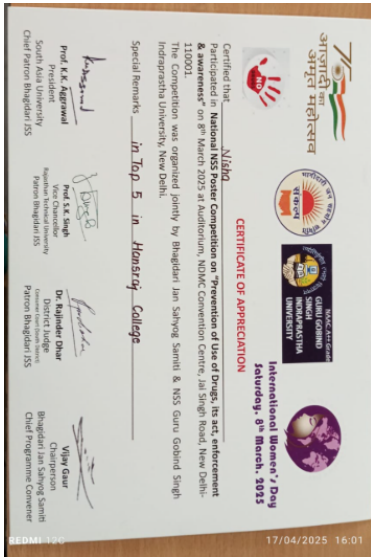 75
आज़ादी का
अमृत महोत्सव
NO
संकल्प
NAAC A++ Grade
GURU GOBIND
SINGH
INDRAPRASTHA
UNIVERSITY
International Women's Day
Saturday, 8th March, 2025
CERTIFICATE OF APPRECIATION
Certified that Nisha
Participated in National NSS Poster Competition on "Prevention of Use of Drugs, its act, enforcement
& awareness" on 8th March 2025 at Auditorium, NDMC Convention Centre, Jai Singh Road, New Delhi-
110001.
The Competition was organized jointly by Bhagidari Jan Sahyog Samiti & NSS Guru Gobind Singh
Indraprastha University, New Delhi.
Special Remarks in Top 5 in Hansraj College
Prof. K.K. Aggrawal
President
South Asia University
Chief Patron Bhagidari JSS
Prof. S.K. Singh
Vice Chancellor
Rajasthan Technical University
Patron Bhagidari JSS
Dr. Rajinder Dhar
District Judge
Patron Bhagidari JSS
Vijay Gaur
Chairperson
Bhagidari Jan Sahyog Samiti
Chief Programme Convener
REDMI 12C
17/04/2025 16:01